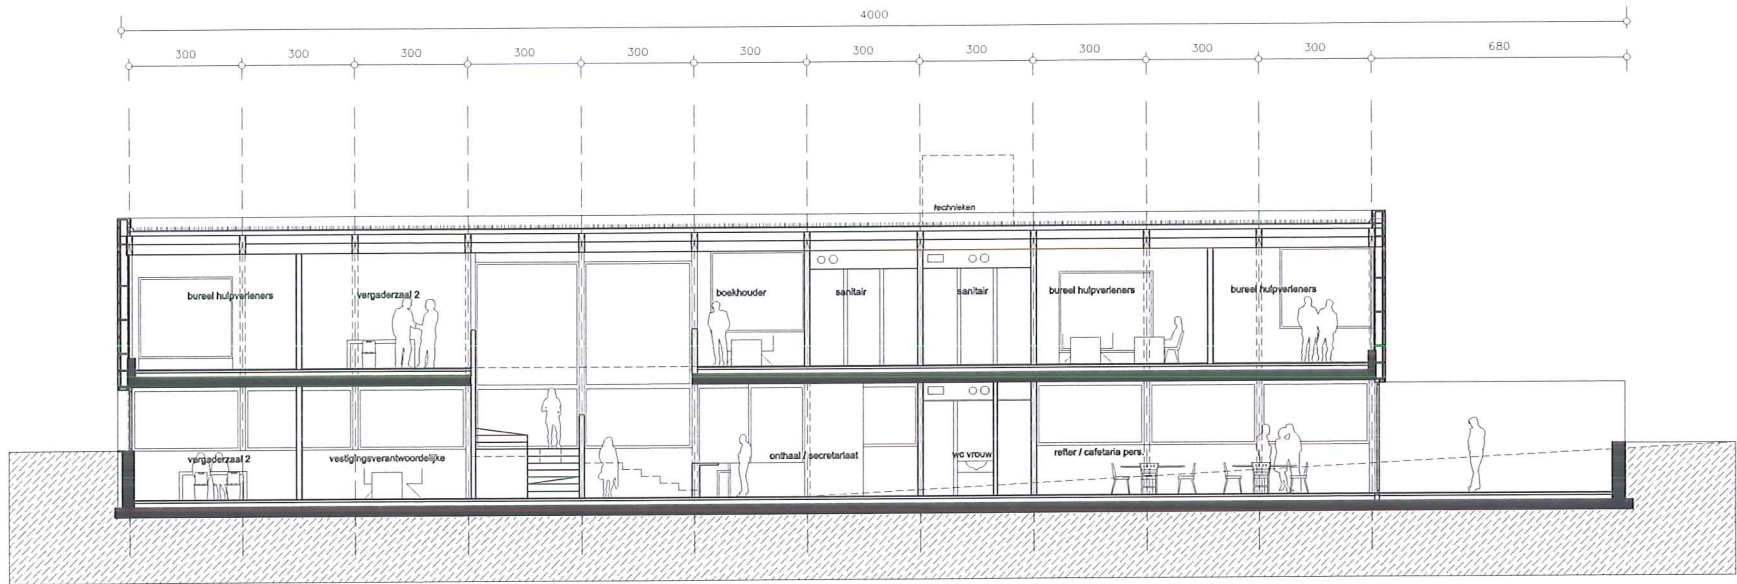 4000
300 300 300 300 300 300 300 300 300 300 300 680
technieken
bureel hulpverleners vergaderzaal 2 boekhouder sanitair sanitair bureel hulpverleners bureel hulpverleners
vergaderzaal 2 vestigingsverantwoordelijke onthaal / secretariaat wc vrouw refter / cafetaria pers.